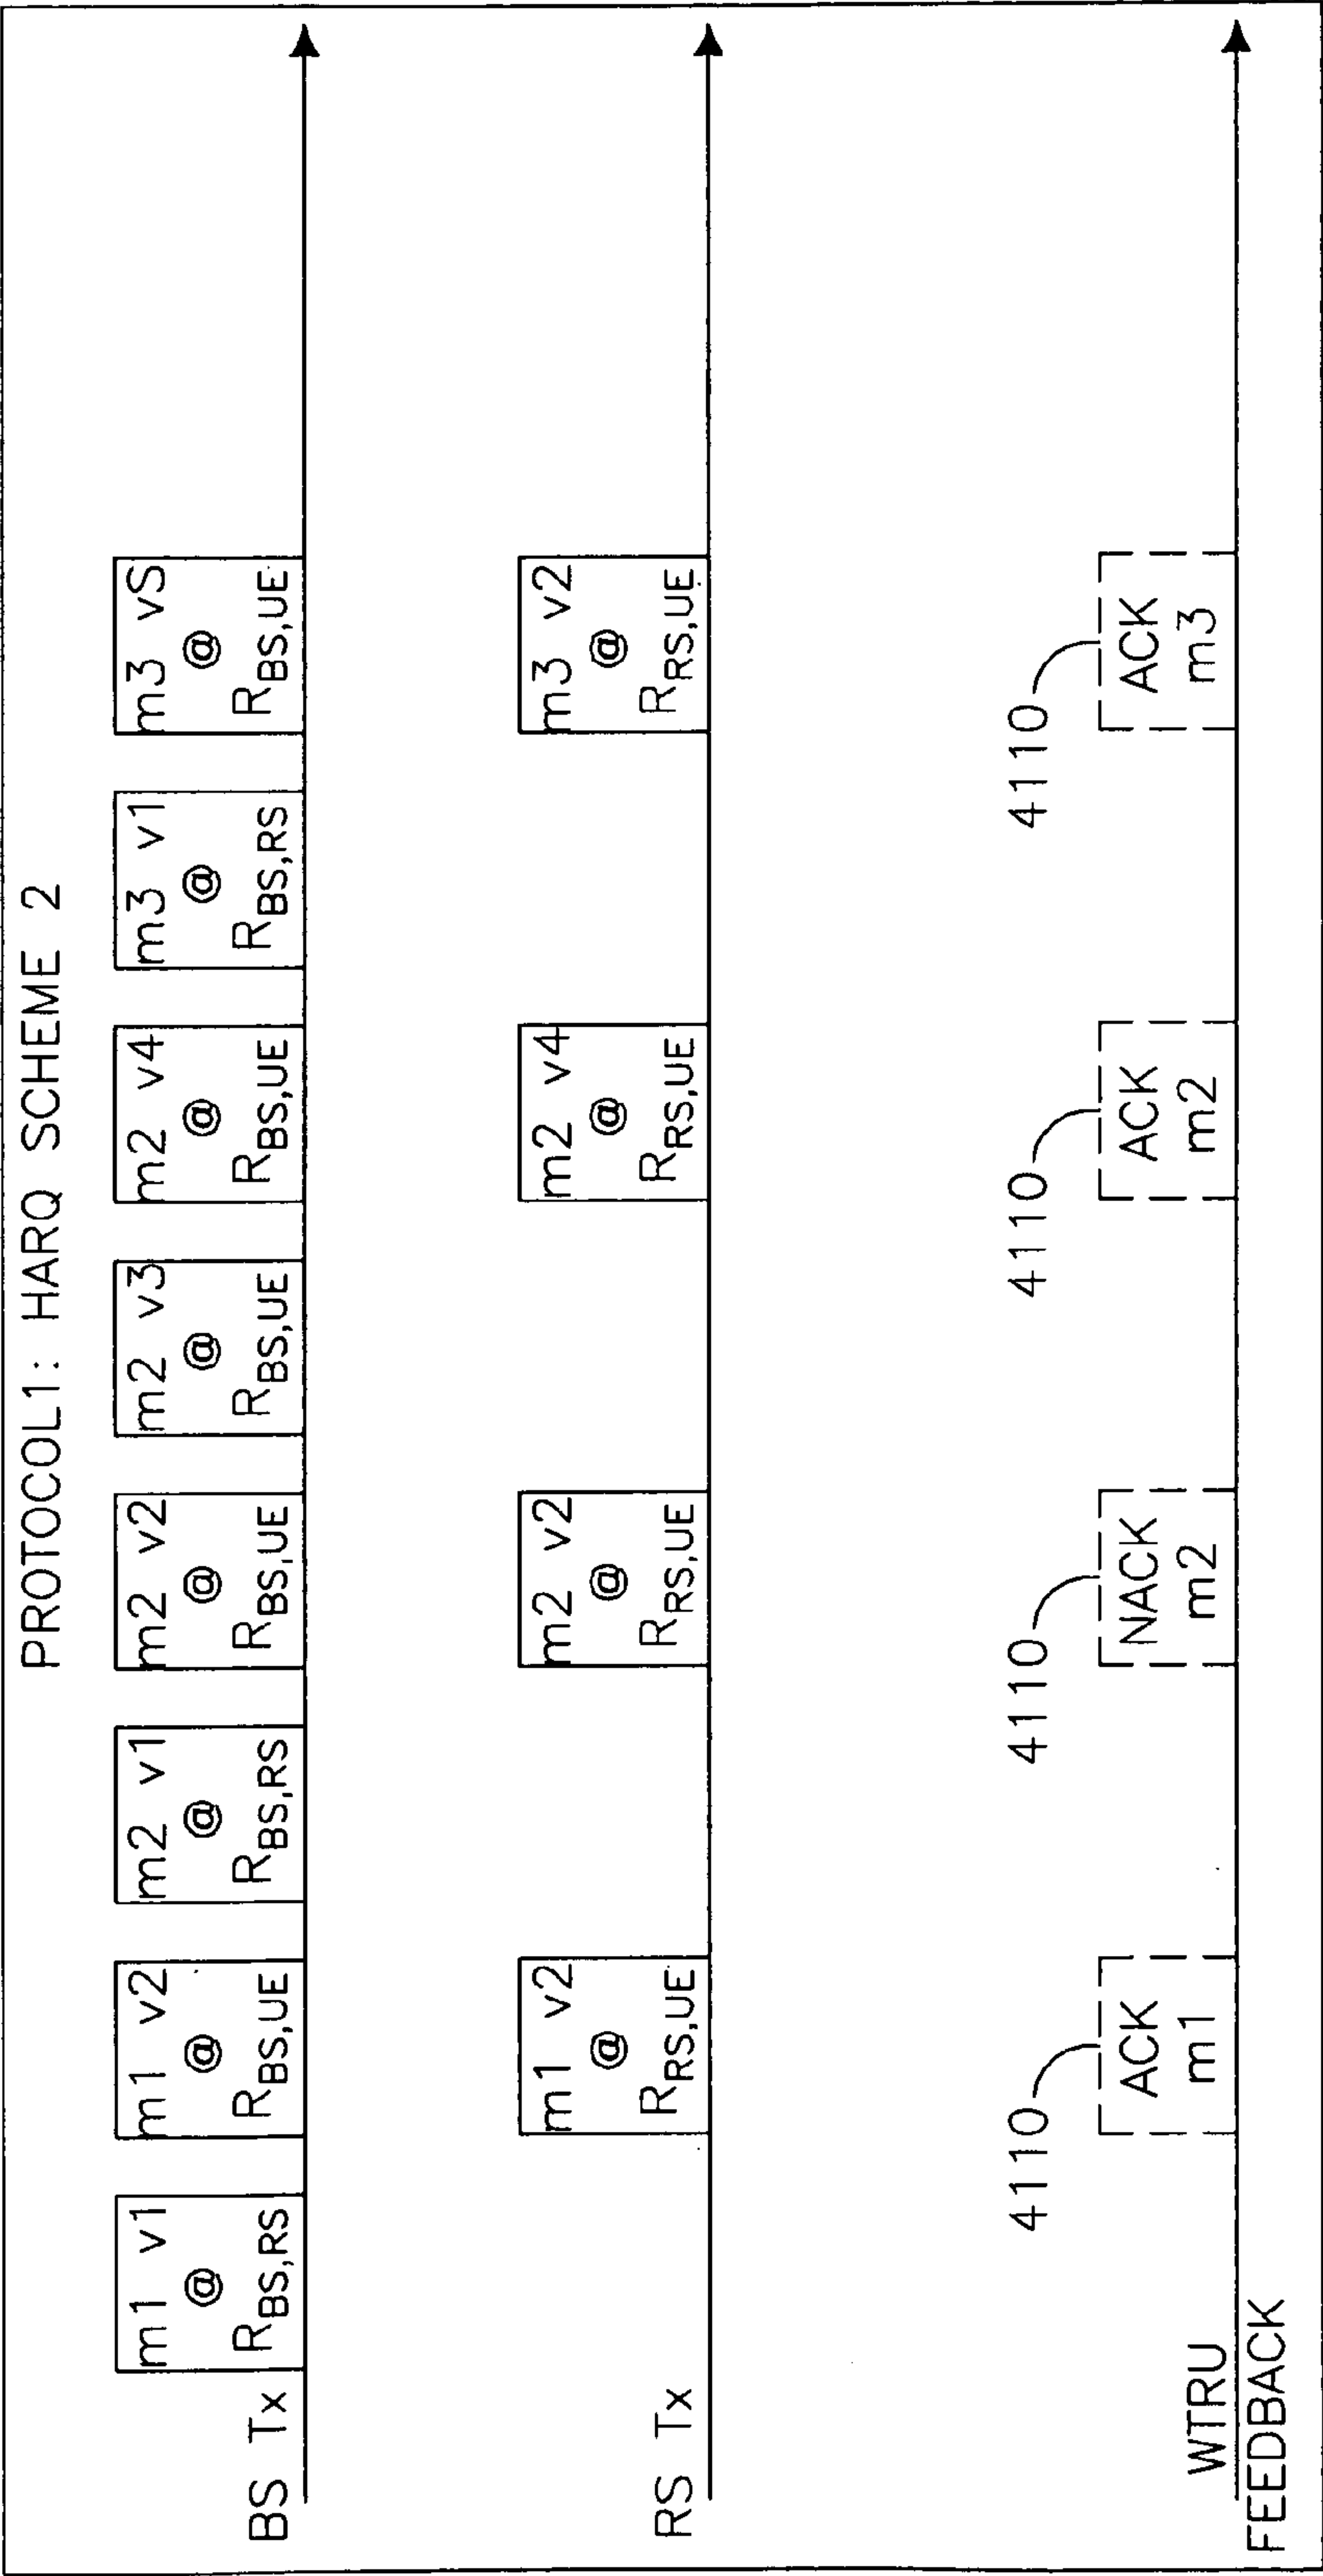 PROTOCOL1: HARQ SCHEME 2
BS Tx
m1 v1
@
RBS,RS
m1 v2
@
RBS,UE
m2 v1
@
RBS,RS
m2 v2
@
RBS,UE
m2 v3
@
RBS,UE
m2 v4
@
RBS,UE
m3 v1
@
RBS,RS
m3 vS
@
RBS,UE
RS Tx
m1 v2
@
RRS,UE
m2 v2
@
RRS,UE
m2 v4
@
RRS,UE
m3 v2
@
RRS,UE
WTRU
FEEDBACK
4110
ACK
m1
4110
NACK
m2
4110
ACK
m2
4110
ACK
m3